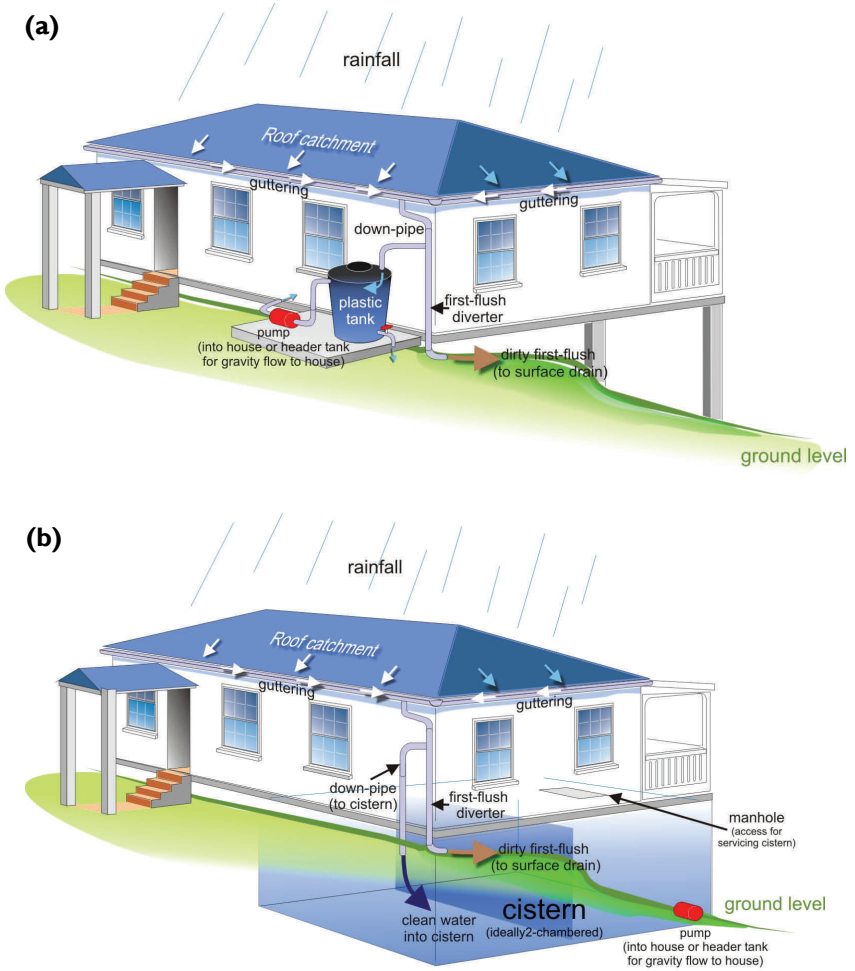 (a)
rainfall
Roof catchment
guttering
guttering
down-pipe
plastic
tank
first-flush
diverter
pump
(into house or header tank
for gravity flow to house)
dirty first-flush
(to surface drain)
ground level
(b)
rainfall
Roof catchment
guttering
guttering
down-pipe
(to cistern)
first-flush
diverter
manhole
(access for
servicing cistern)
dirty first-flush
(to surface drain)
clean water
into cistern
cistern
(ideally2-chambered)
ground level
pump
(into house or header tank
for gravity flow to house)